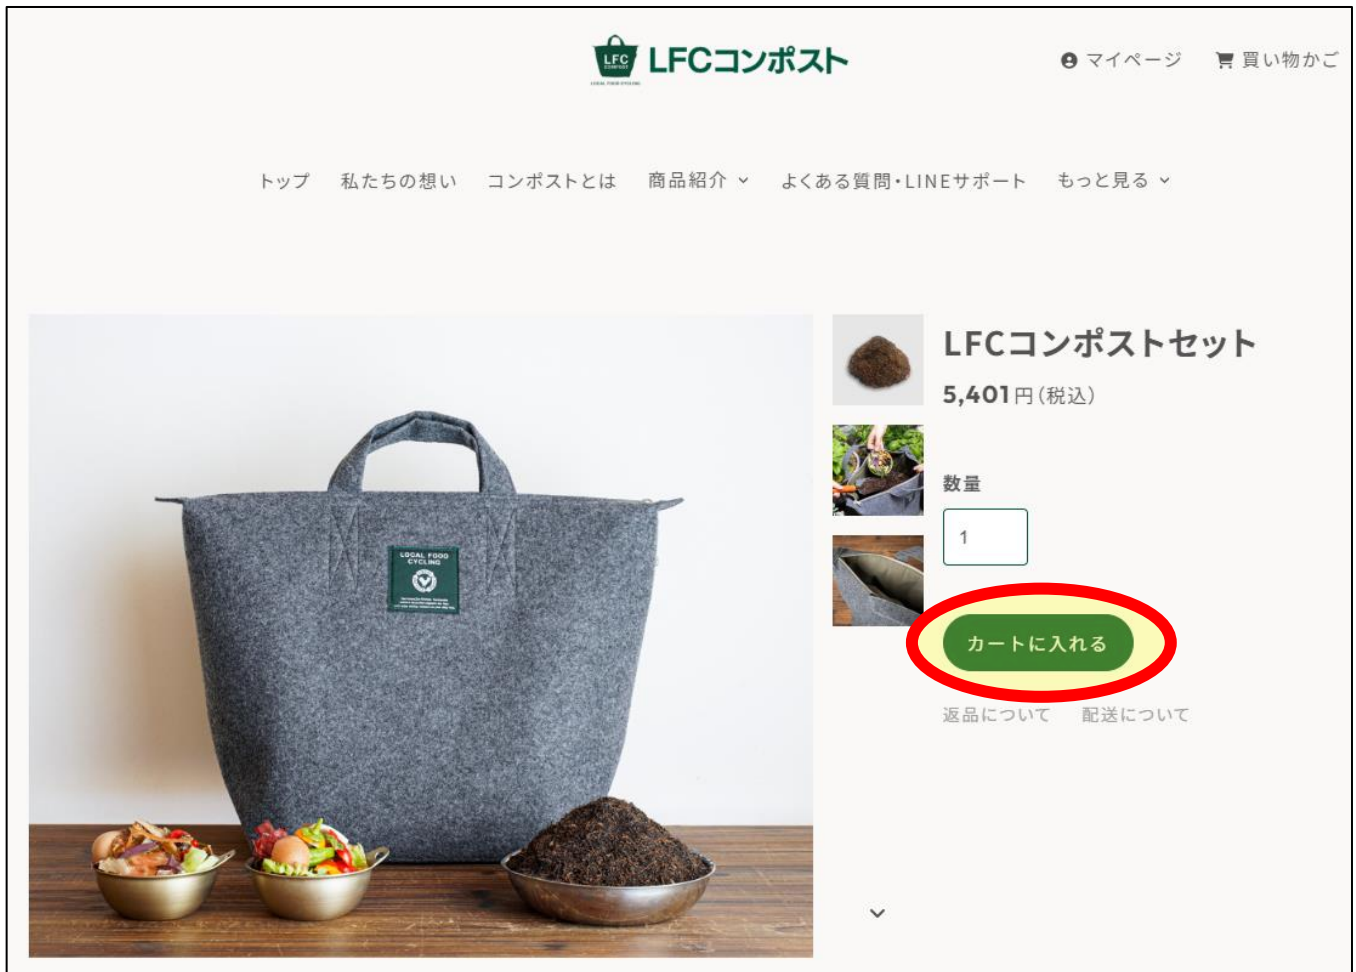 LFC
LFCコンポスト
マイページ
買い物かご
トップ
私たちの想い
コンポストとは
商品紹介
よくある質問・LINEサポート
もっと見る
LFCコンポストセット
5,401円（税込）
数量
1
カートに入れる
返品について
配送について
LOCAL FOOD
CYCLING